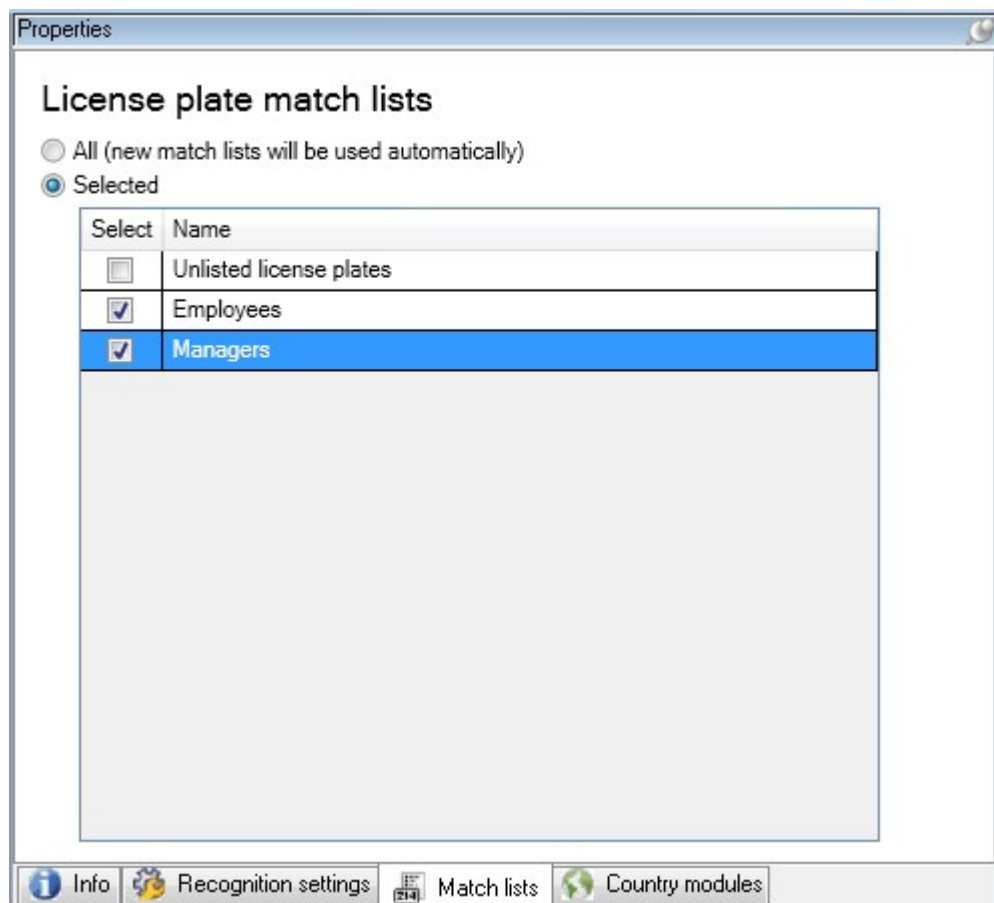 Properties
License plate match lists
All (new match lists will be used automatically)
Selected
Select Name
Unlisted license plates
Employees
Managers
Info Recognition settings Match lists Country modules